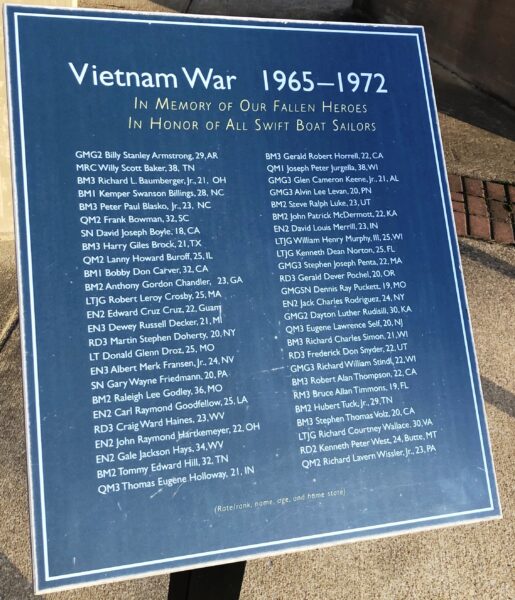 Vietnam War 1965–1972
In Memory of Our Fallen Heroes
In Honor of All Swift Boat Sailors
GMG2 Billy Stanley Armstrong, 29, AR
MRC Willy Scott Baker, 38, TN
BM3 Richard L. Baumberger, Jr., 21, OH
BM1 Kemper Swanson Billings, 28, NC
BM3 Peter Paul Blasko, Jr., 23, NC
QM2 Frank Bowman, 32, SC
SN David Joseph Boyle, 18, CA
BM3 Harry Giles Brock, 21, TX
QM2 Lanny Howard Buroff, 25, IL
BM1 Bobby Don Carver, 32, CA
BM2 Anthony Gordon Chandler, 23, GA
LTJG Robert Leroy Crosby, 25, MA
EN2 Edward Cruz Cruz, 22, Guam
EN3 Dewey Russell Decker, 21, MI
RD3 Martin Stephen Doherty, 20, NY
LT Donald Glenn Droz, 25, MO
EN3 Albert Merk Fransen, Jr., 24, NV
SN Gary Wayne Friedmann, 20, PA
BM2 Raleigh Lee Godley, 36, MO
EN2 Carl Raymond Goodfellow, 25, LA
RD3 Craig Ward Haines, 23, WV
EN2 John Raymond Hartkemeyer, 22, OH
EN2 Gale Jackson Hays, 34, WV
BM2 Tommy Edward Hill, 32, TN
QM3 Thomas Eugene Holloway, 21, IN
BM3 Gerald Robert Horrell, 22, CA
QM1 Joseph Peter Jurgella, 38, WI
GMG3 Glen Cameron Keene, Jr., 21, AL
GMG3 Alvin Lee Levan, 20, PN
BM2 Steve Ralph Luke, 23, UT
BM2 John Patrick McDermott, 22, KA
EN2 David Louis Merrill, 23, IN
LTJG William Henry Murphy, III, 25, WI
LTJG Kenneth Dean Norton, 25, FL
GMG3 Stephen Joseph Penta, 22, MA
RD3 Gerald Dever Pochel, 20, OR
GMGSN Dennis Ray Puckett, 19, MO
EN2 Jack Charles Rodriguez, 24, NY
GMG2 Dayton Luther Rudisill, 30, KA
QM3 Eugene Lawrence Self, 20, NJ
BM3 Richard Charles Simon, 21, WI
RD3 Frederick Don Snyder, 22, UT
GMG3 Richard William Stindl, 22, WI
BM3 Robert Alan Thompson, 22, CA
RM3 Bruce Allan Timmons, 19, FL
BM2 Hubert Tuck, Jr., 29, TN
BM3 Stephen Thomas Volz, 20, CA
LTJG Richard Courtney Wallace, 30, VA
RD2 Kenneth Peter West, 24, Butte, MT
QM2 Richard Lavern Wissler, Jr., 23, PA
(Rate/rank, name, age, and home state)